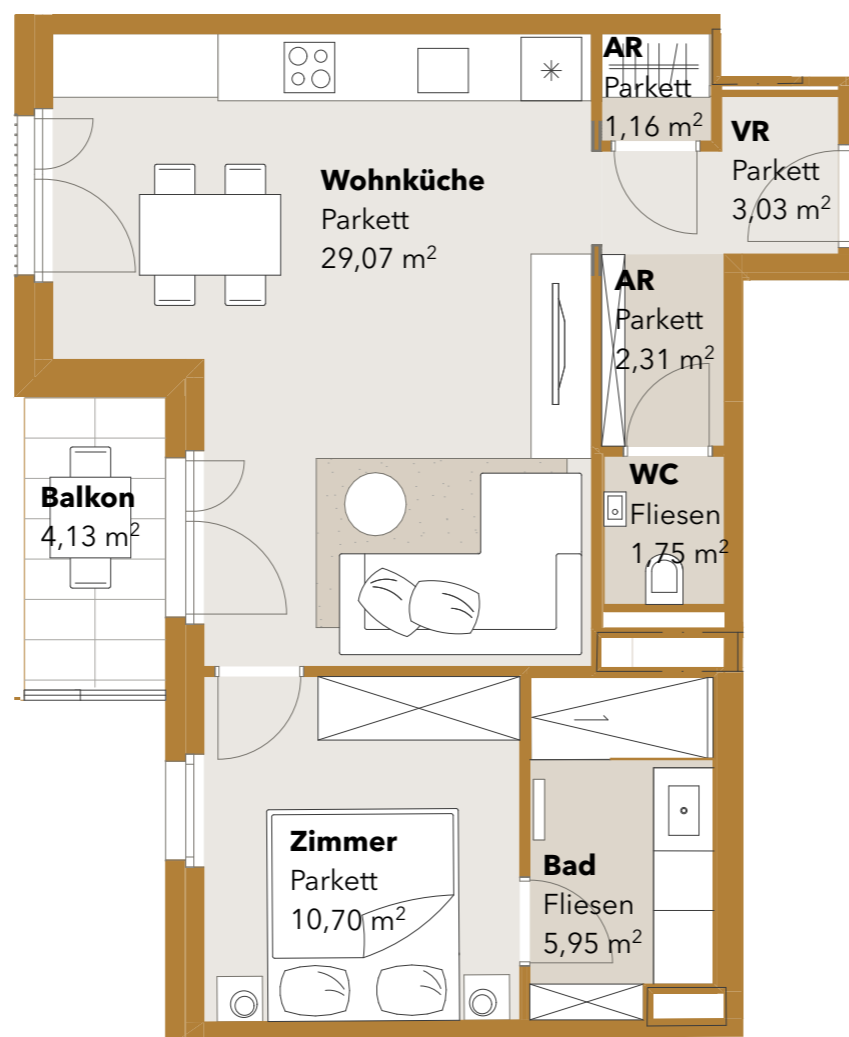 AR
Parkett
1,16 m²
VR
Parkett
3,03 m²
Wohnküche
Parkett
29,07 m²
AR
Parkett
2,31 m²
Balkon
4,13 m²
WC
Fliesen
1,75 m²
Zimmer
Parkett
10,70 m²
Bad
Fliesen
5,95 m²